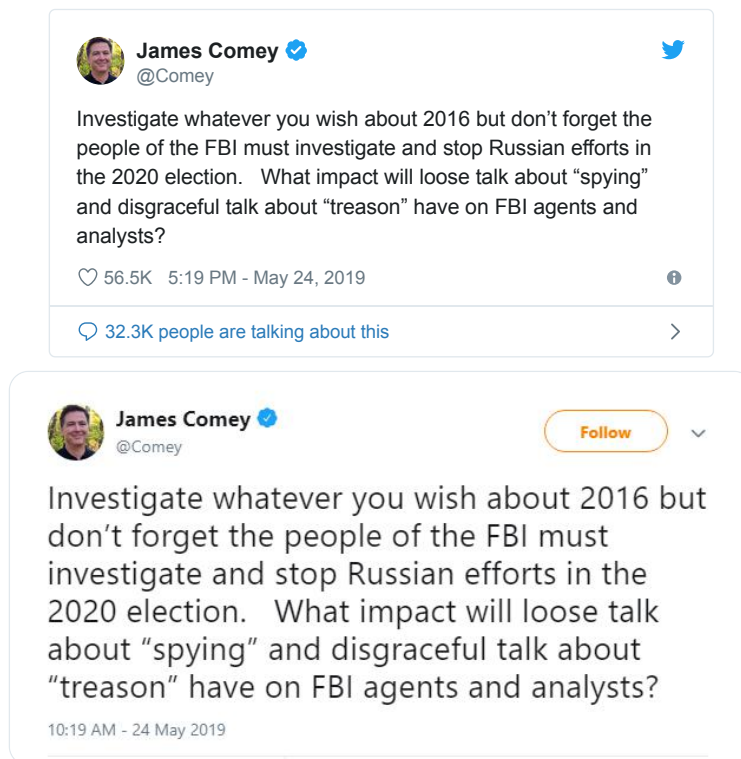 James Comey
@Comey
Investigate whatever you wish about 2016 but don’t forget the
people of the FBI must investigate and stop Russian efforts in
the 2020 election.   What impact will loose talk about “spying”
and disgraceful talk about “treason” have on FBI agents and
analysts?
56.5K 5:19 PM - May 24, 2019
32.3K people are talking about this
James Comey
@Comey
Follow
Investigate whatever you wish about 2016 but
don’t forget the people of the FBI must
investigate and stop Russian efforts in the
2020 election.   What impact will loose talk
about “spying” and disgraceful talk about
“treason” have on FBI agents and analysts?
10:19 AM - 24 May 2019